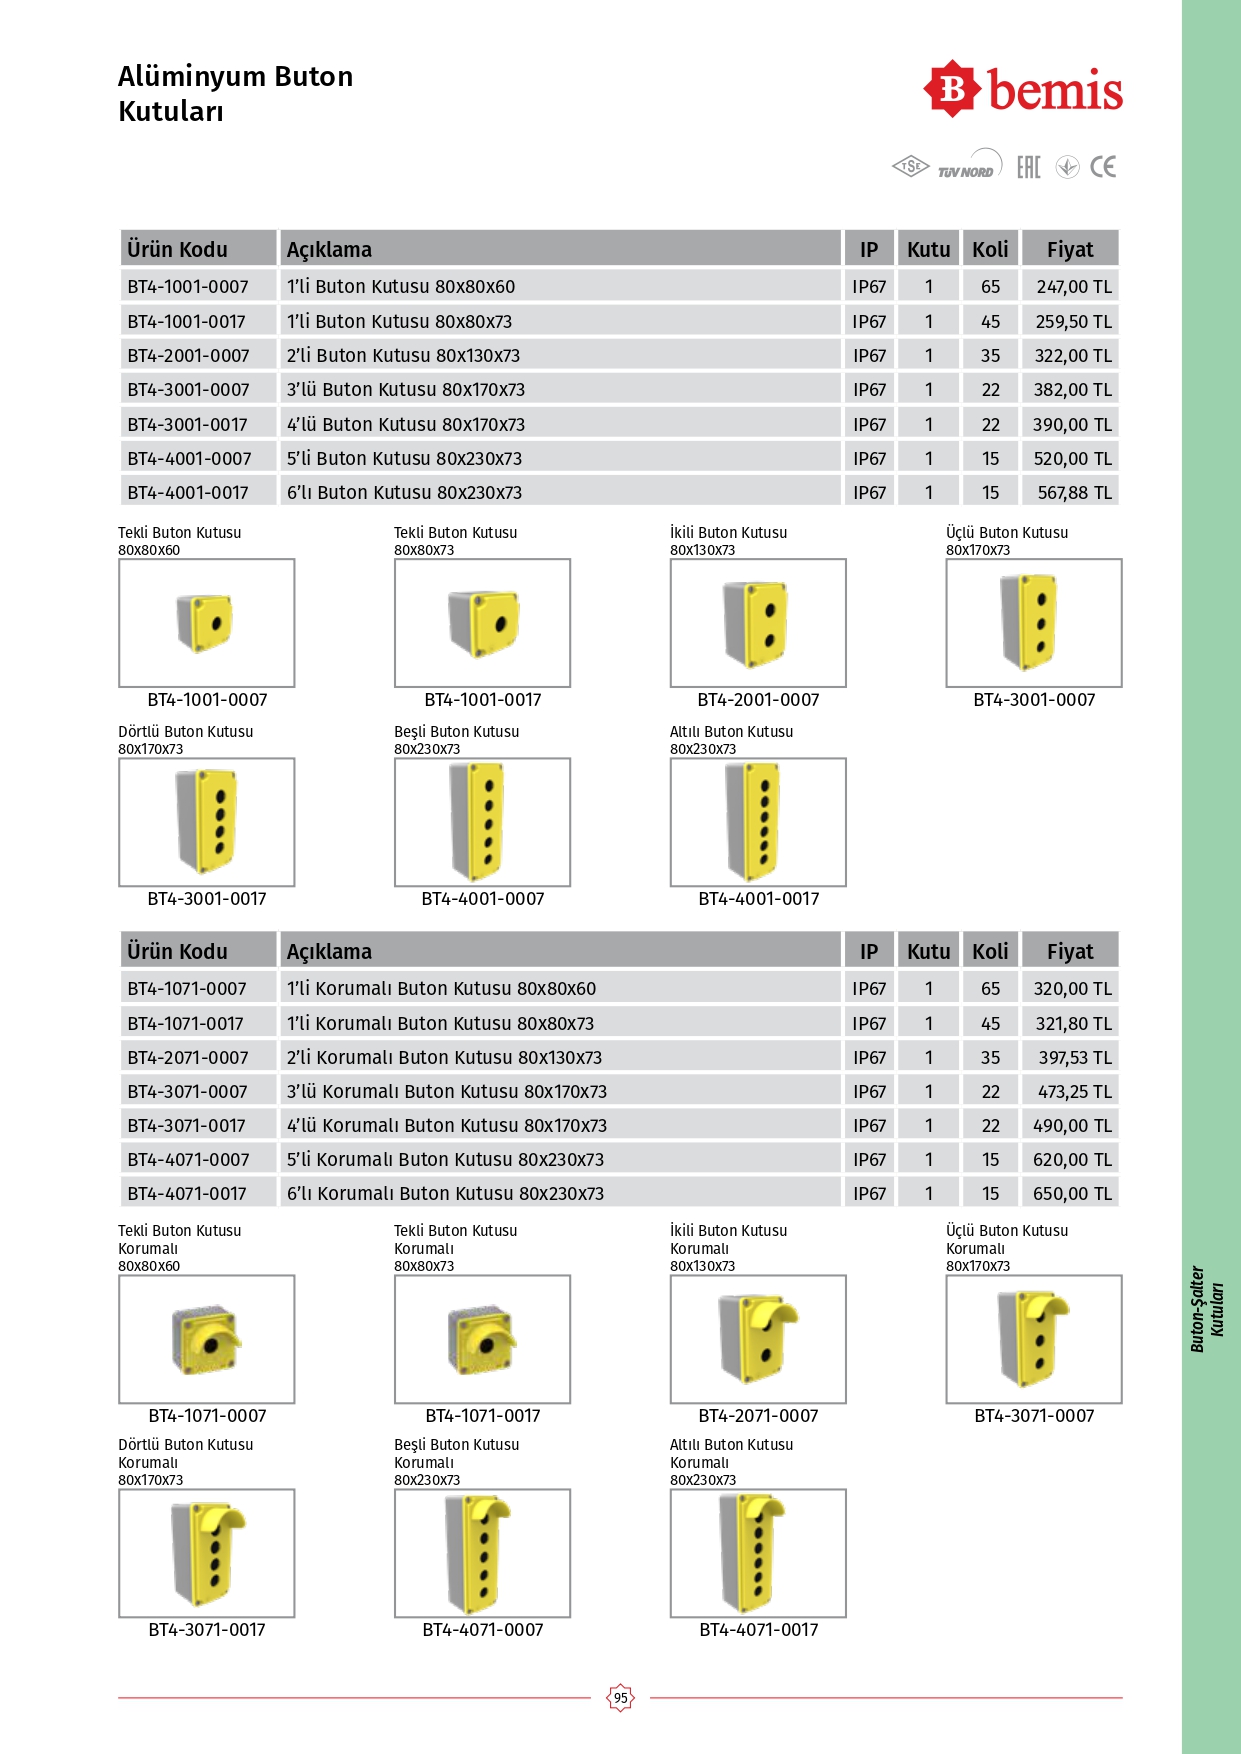 Alüminyum Buton
Kutuları
B bemis
TSE TÜV NORD EAC CE
Ürün Kodu Açıklama IP Kutu Koli Fiyat
BT4-1001-0007 1’li Buton Kutusu 80x80x60 IP67 1 65 247,00 TL
BT4-1001-0017 1’li Buton Kutusu 80x80x73 IP67 1 45 259,50 TL
BT4-2001-0007 2’li Buton Kutusu 80x130x73 IP67 1 35 322,00 TL
BT4-3001-0007 3’lü Buton Kutusu 80x170x73 IP67 1 22 382,00 TL
BT4-3001-0017 4’lü Buton Kutusu 80x170x73 IP67 1 22 390,00 TL
BT4-4001-0007 5’li Buton Kutusu 80x230x73 IP67 1 15 520,00 TL
BT4-4001-0017 6’lı Buton Kutusu 80x230x73 IP67 1 15 567,88 TL
Tekli Buton Kutusu
80x80x60
BT4-1001-0007
Tekli Buton Kutusu
80x80x73
BT4-1001-0017
İkili Buton Kutusu
80x130x73
BT4-2001-0007
Üçlü Buton Kutusu
80x170x73
BT4-3001-0007
Dörtlü Buton Kutusu
80x170x73
BT4-3001-0017
Beşli Buton Kutusu
80x230x73
BT4-4001-0007
Altılı Buton Kutusu
80x230x73
BT4-4001-0017
Ürün Kodu Açıklama IP Kutu Koli Fiyat
BT4-1071-0007 1’li Korumalı Buton Kutusu 80x80x60 IP67 1 65 320,00 TL
BT4-1071-0017 1’li Korumalı Buton Kutusu 80x80x73 IP67 1 45 321,80 TL
BT4-2071-0007 2’li Korumalı Buton Kutusu 80x130x73 IP67 1 35 397,53 TL
BT4-3071-0007 3’lü Korumalı Buton Kutusu 80x170x73 IP67 1 22 473,25 TL
BT4-3071-0017 4’lü Korumalı Buton Kutusu 80x170x73 IP67 1 22 490,00 TL
BT4-4071-0007 5’li Korumalı Buton Kutusu 80x230x73 IP67 1 15 620,00 TL
BT4-4071-0017 6’lı Korumalı Buton Kutusu 80x230x73 IP67 1 15 650,00 TL
Tekli Buton Kutusu
Korumalı
80x80x60
BT4-1071-0007
Tekli Buton Kutusu
Korumalı
80x80x73
BT4-1071-0017
İkili Buton Kutusu
Korumalı
80x130x73
BT4-2071-0007
Üçlü Buton Kutusu
Korumalı
80x170x73
BT4-3071-0007
Dörtlü Buton Kutusu
Korumalı
80x170x73
BT4-3071-0017
Beşli Buton Kutusu
Korumalı
80x230x73
BT4-4071-0007
Altılı Buton Kutusu
Korumalı
80x230x73
BT4-4071-0017
Buton-Şalter
Kutuları
95